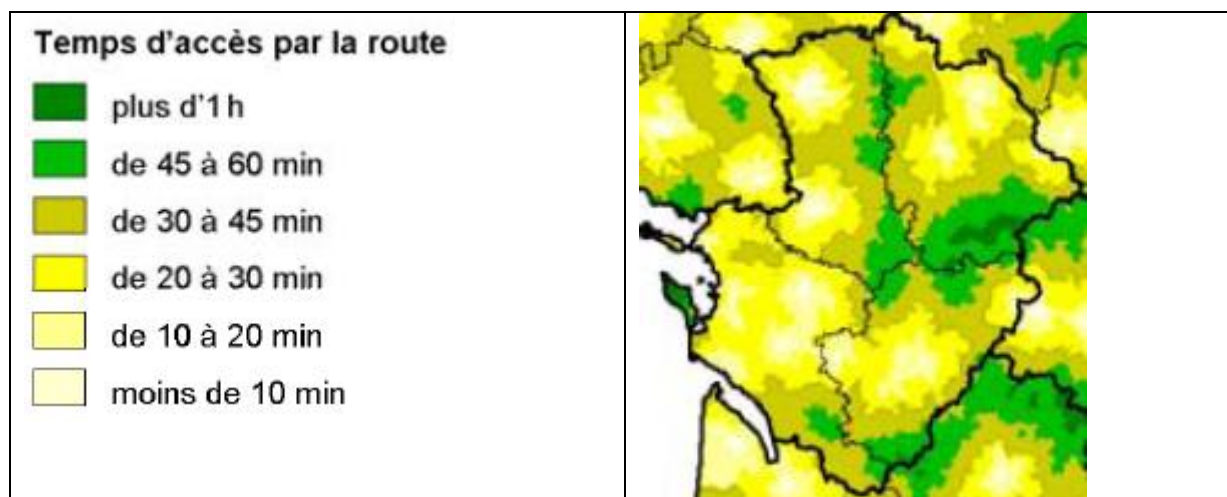 Temps d'accès par la route
plus d'1 h
de 45 à 60 min
de 30 à 45 min
de 20 à 30 min
de 10 à 20 min
moins de 10 min